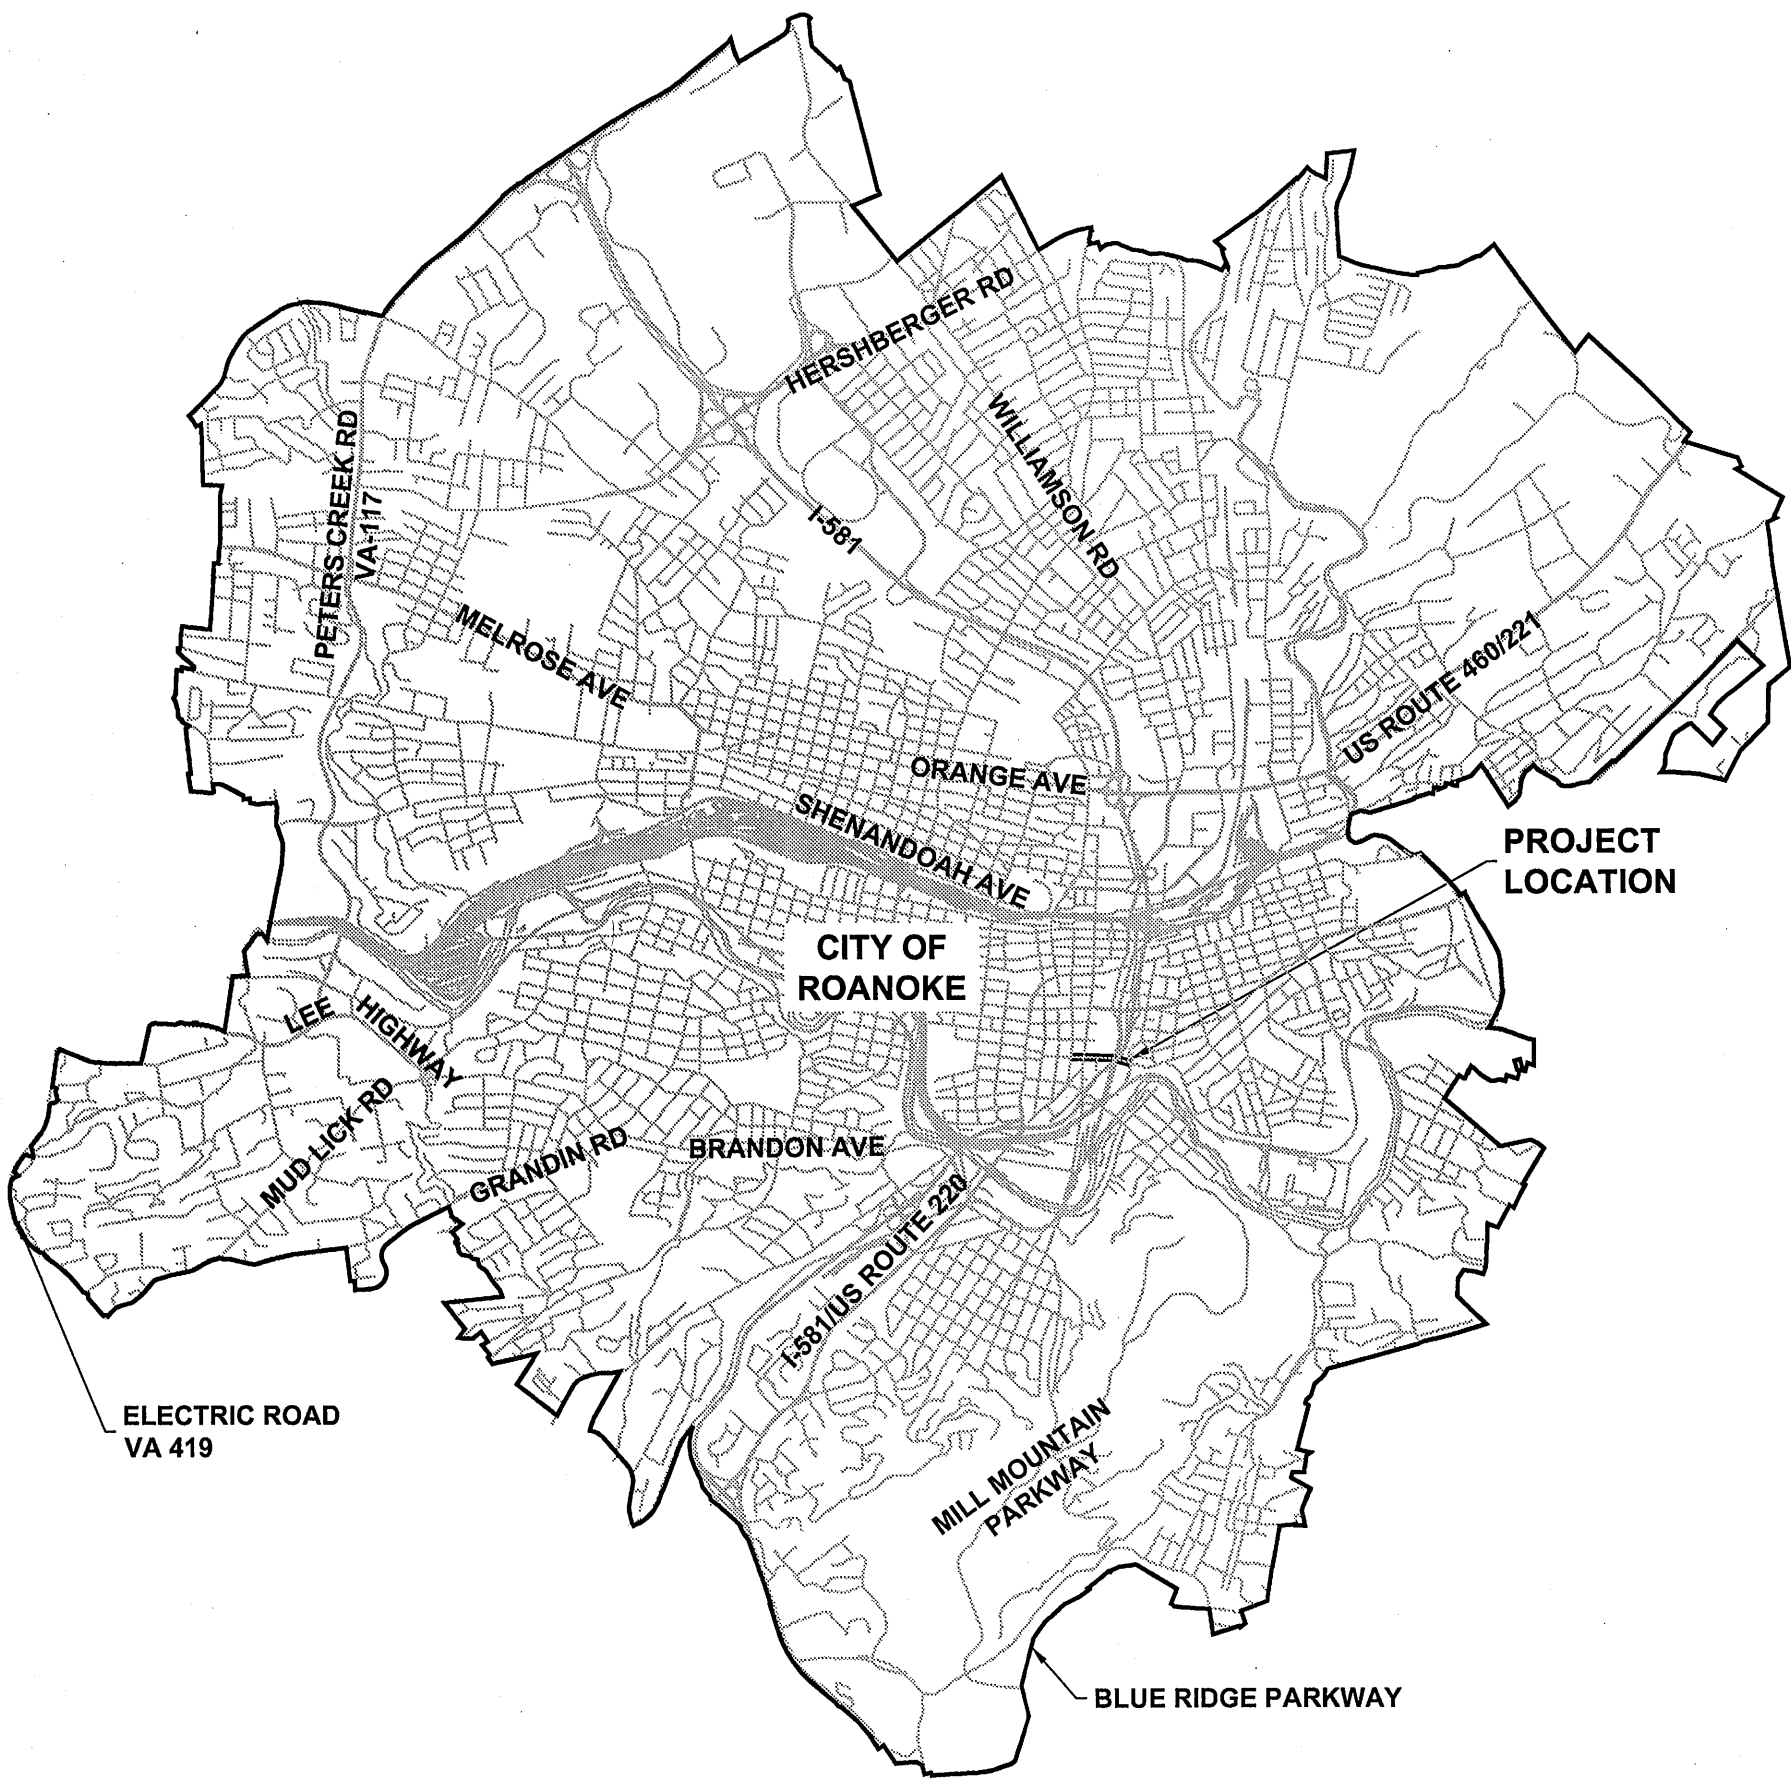 HERSHBERGER RD
WILLIAMSON RD
PETERS CREEK RD
VA-117
I-581
MELROSE AVE
US ROUTE 460/221
ORANGE AVE
SHENANDOAH AVE
PROJECT
LOCATION
CITY OF
ROANOKE
LEE HIGHWAY
MUD LICK RD
GRANDIN RD
BRANDON AVE
I-581/US ROUTE 220
ELECTRIC ROAD
VA 419
MILL MOUNTAIN
PARKWAY
BLUE RIDGE PARKWAY